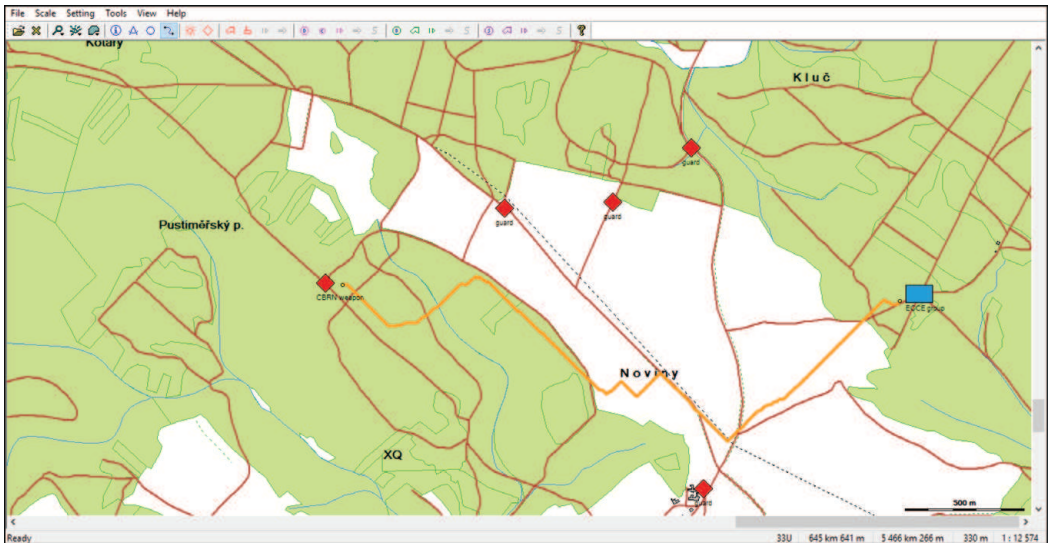 File Scale Setting Tools View Help
Kotáry
Kluč
guard
guard
guard
Pustiměřský p.
CBRN weapon
EOCE group
Noviny
XQ
guard
500 m
Ready 33U 645 km 641 m 5 466 km 266 m 330 m 1 : 12 574